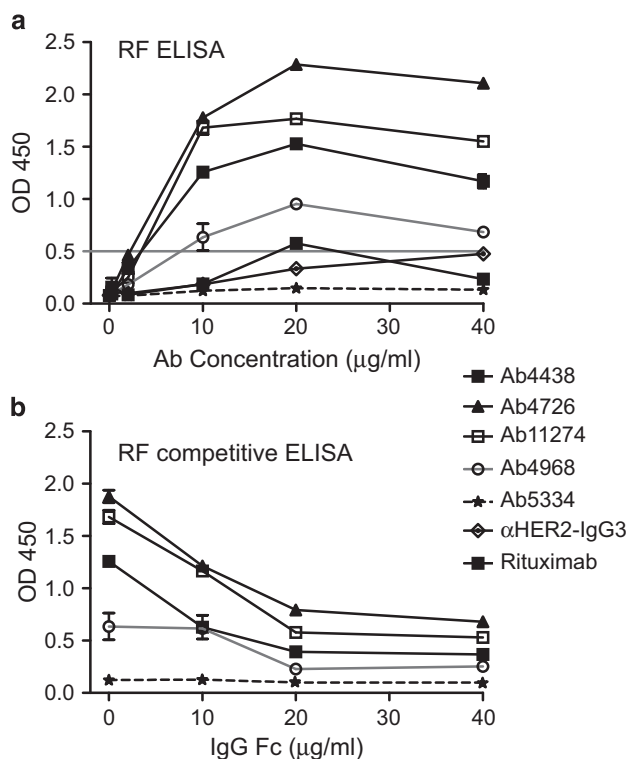 a
RF ELISA
2.5
2.0
1.5
1.0
0.5
0.0
OD 450
0 10 20 30 40
Ab Concentration (μg/ml)
Ab4438
Ab4726
Ab11274
Ab4968
Ab5334
αHER2-IgG3
Rituximab
b
RF competitive ELISA
2.5
2.0
1.5
1.0
0.5
0.0
OD 450
0 10 20 30 40
IgG Fc (μg/ml)